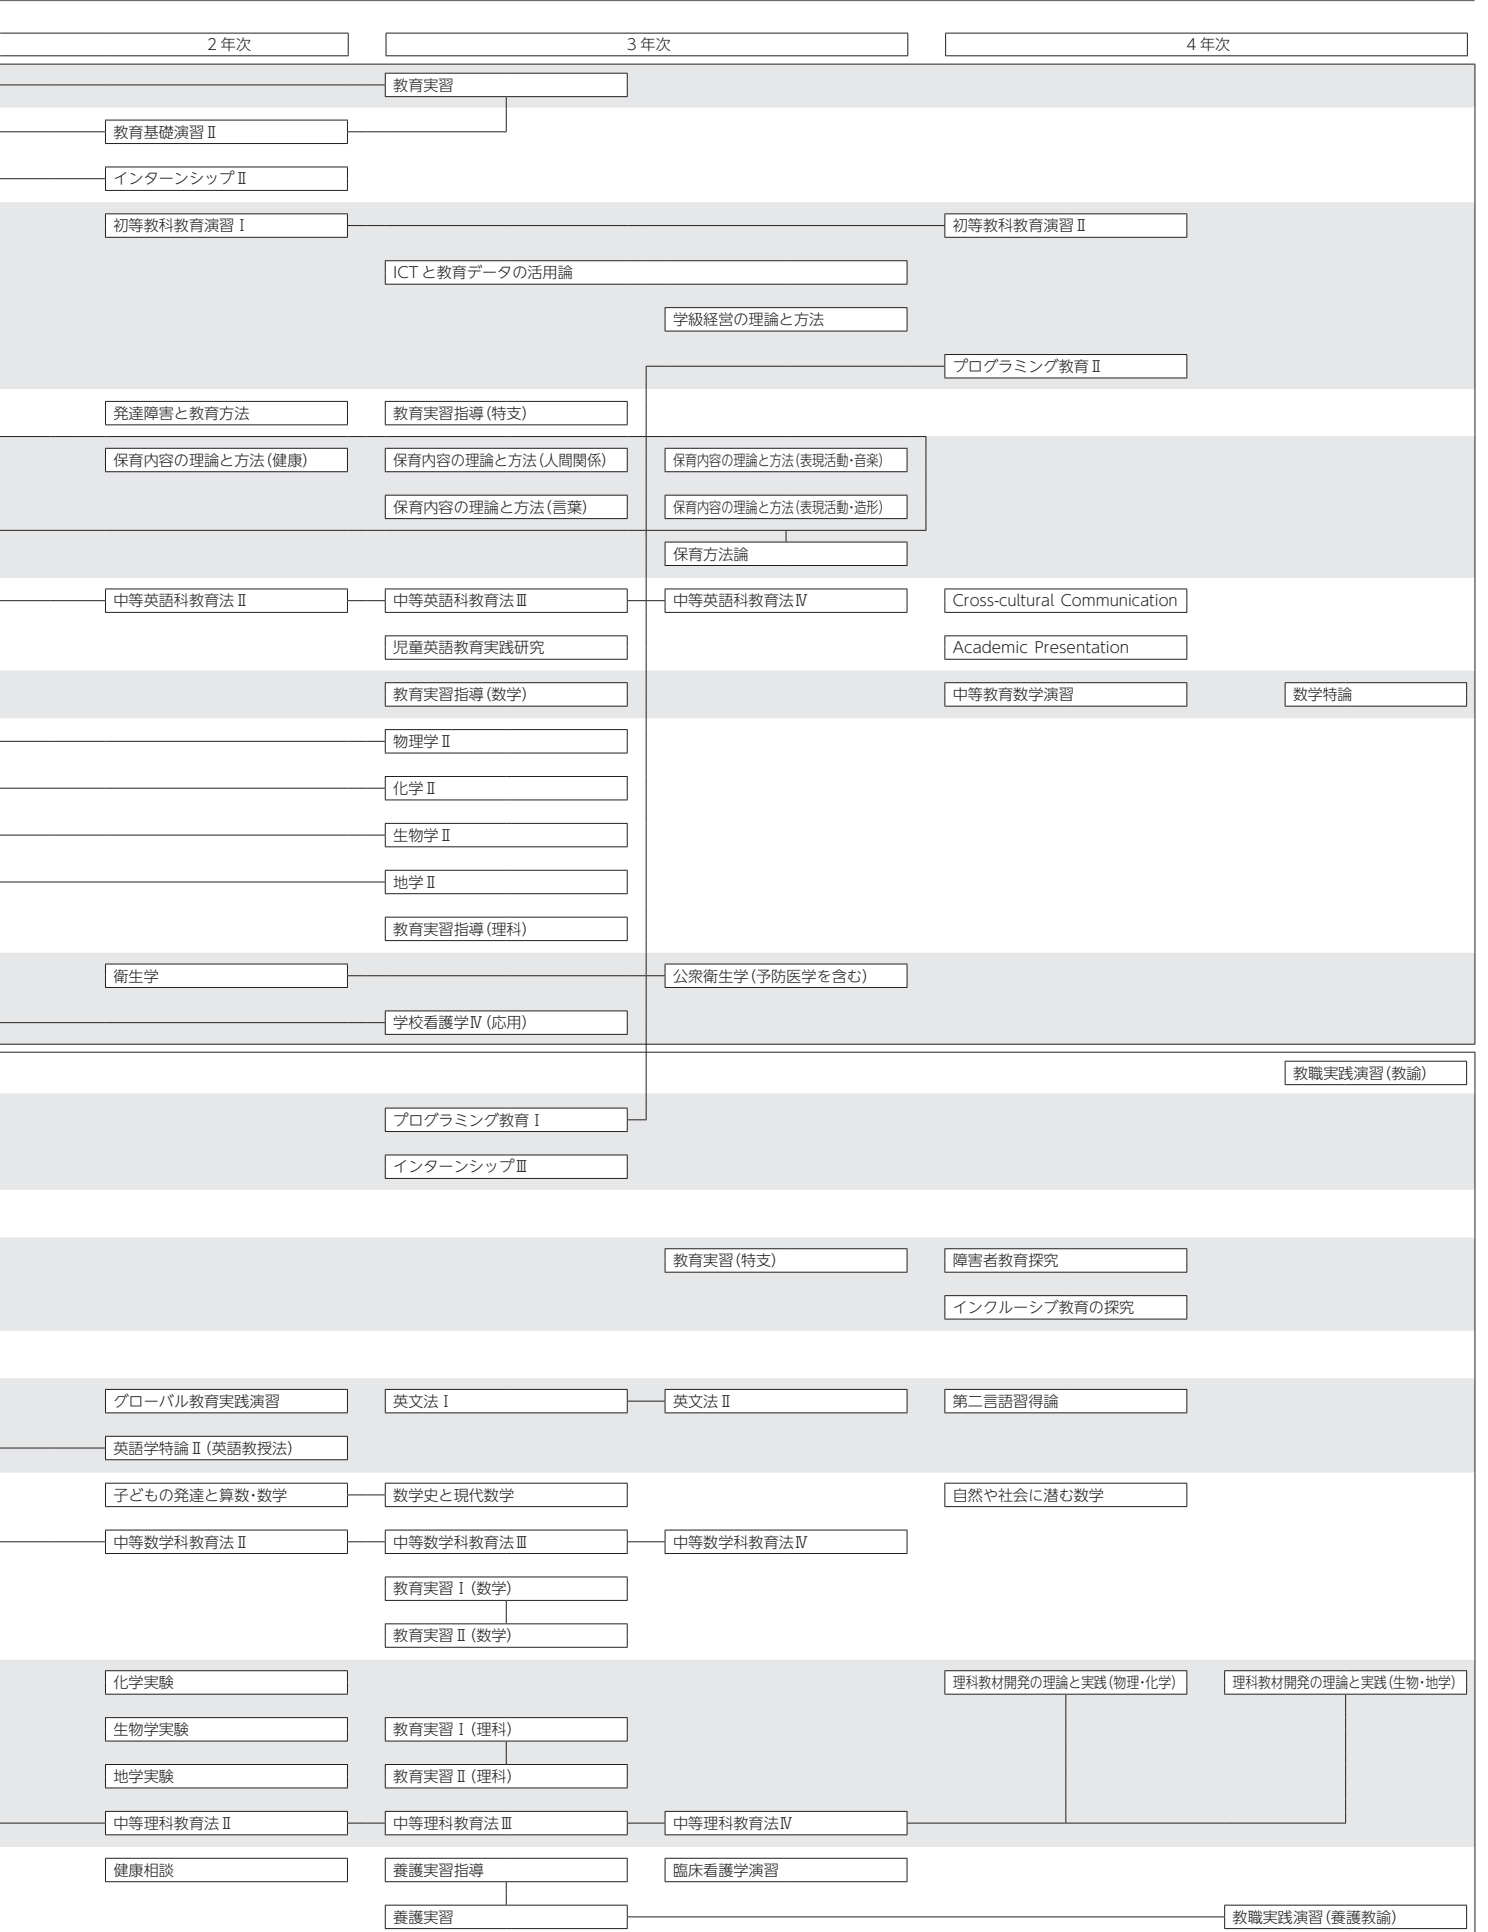 2年次 3年次 4年次
教育実習
教育基礎演習Ⅱ
インターンシップⅡ
初等教科教育演習Ⅰ 初等教科教育演習Ⅱ
ICTと教育データの活用論
学級経営の理論と方法
プログラミング教育Ⅱ
発達障害と教育方法 教育実習指導(特支)
保育内容の理論と方法(健康) 保育内容の理論と方法(人間関係) 保育内容の理論と方法(表現活動・音楽)
保育内容の理論と方法(言葉) 保育内容の理論と方法(表現活動・造形)
保育方法論
中等英語科教育法Ⅱ 中等英語科教育法Ⅲ 中等英語科教育法Ⅳ Cross-cultural Communication
児童英語教育実践研究 Academic Presentation
教育実習指導(数学) 中等教育数学演習 数学特論
物理学Ⅱ
化学Ⅱ
生物学Ⅱ
地学Ⅱ
教育実習指導(理科)
衛生学 公衆衛生学(予防医学を含む)
学校看護学Ⅳ(応用)
教職実践演習(教諭)
プログラミング教育Ⅰ
インターンシップⅢ
教育実習(特支) 障害者教育探究
インクルーシブ教育の探究
グローバル教育実践演習 英文法Ⅰ 英文法Ⅱ 第二言語習得論
英語学特論Ⅱ(英語教授法)
子どもの発達と算数・数学 数学史と現代数学 自然や社会に潜む数学
中等数学科教育法Ⅱ 中等数学科教育法Ⅲ 中等数学科教育法Ⅳ
教育実習Ⅰ(数学)
教育実習Ⅱ(数学)
化学実験 理科教材開発の理論と実践(物理・化学) 理科教材開発の理論と実践(生物・地学)
生物学実験 教育実習Ⅰ(理科)
地学実験 教育実習Ⅱ(理科)
中等理科教育法Ⅱ 中等理科教育法Ⅲ 中等理科教育法Ⅳ
健康相談 養護実習指導 臨床看護学演習
養護実習 教職実践演習(養護教諭)